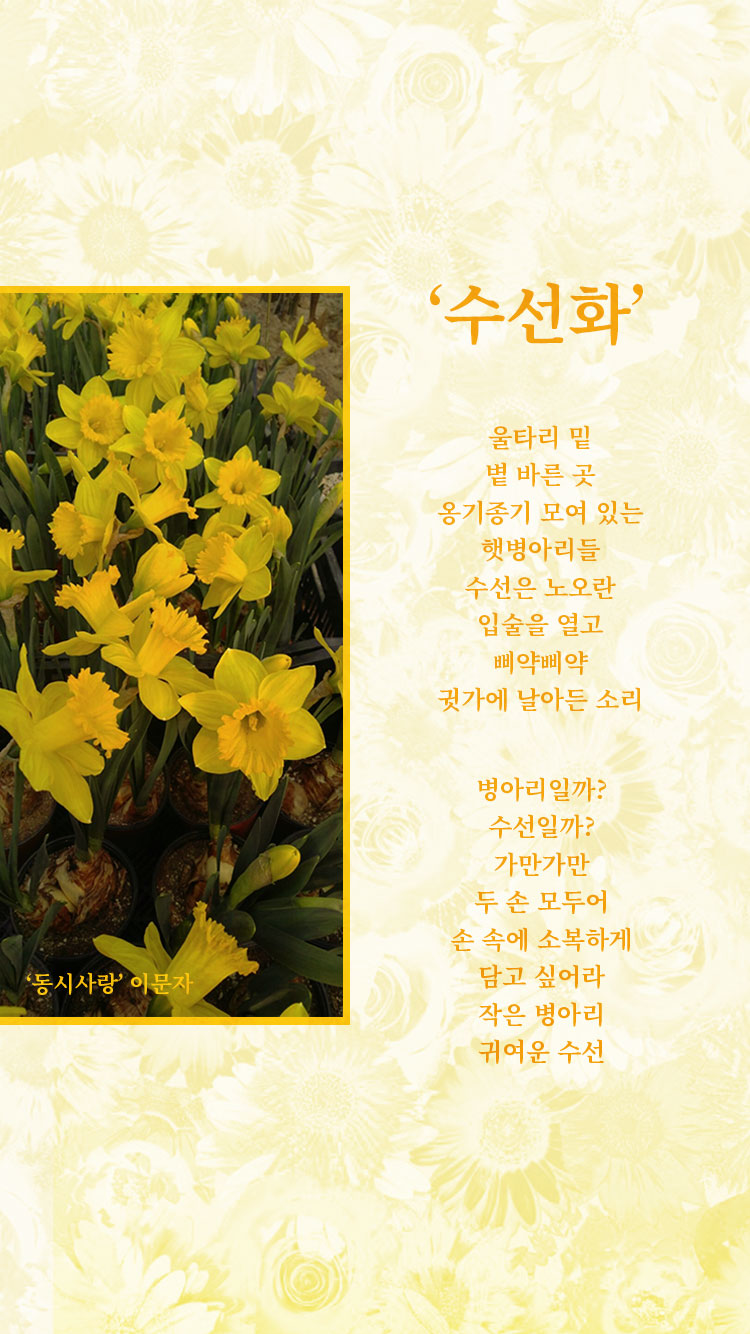 ‘수선화’
울타리 밑
볕 바른 곳
옹기종기 모여 있는
햇병아리들
수선은 노오란
입술을 열고
삐약삐약
귓가에 날아든 소리
병아리일까?
수선일까?
가만가만
두 손 모두어
손 속에 소복하게
담고 싶어라
작은 병아리
귀여운 수선
‘동시사랑’ 이문자